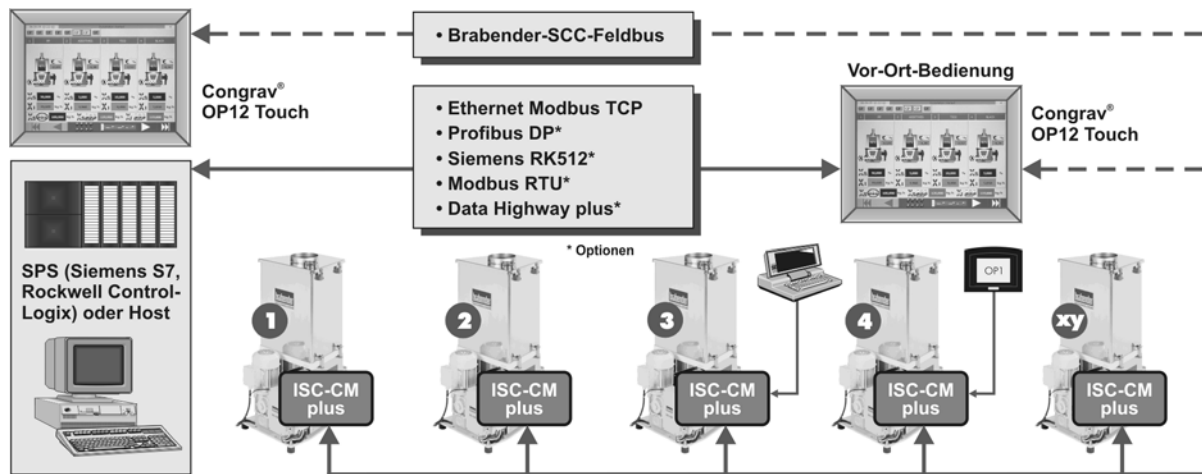 • Brabender-SCC-Feldbus
Congrav®
OP12 Touch
• Ethernet Modbus TCP
• Profibus DP*
• Siemens RK512*
• Modbus RTU*
• Data Highway plus*
* Optionen
Vor-Ort-Bedienung
Congrav®
OP12 Touch
SPS (Siemens S7,
Rockwell Control-
Logix) oder Host
1
2
3
4
xy
OP1
ISC-CM
plus
ISC-CM
plus
ISC-CM
plus
ISC-CM
plus
ISC-CM
plus